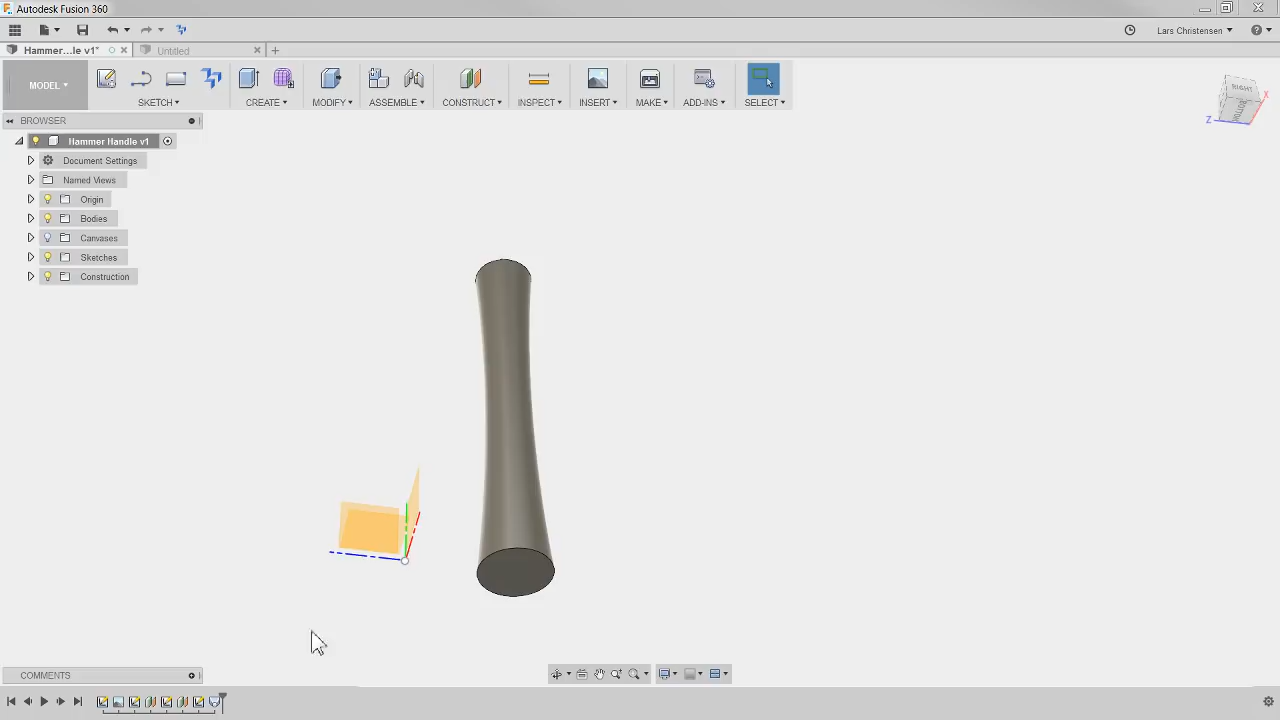 Autodesk Fusion 360
Lars Christensen
Hammer...le v1*
Untitled
MODEL
SKETCH
CREATE
MODIFY
ASSEMBLE
CONSTRUCT
INSPECT
INSERT
MAKE
ADD-INS
SELECT
RIGHT
X
Z
BROWSER
Hammer Handle v1
Document Settings
Named Views
Origin
Bodies
Canvases
Sketches
Construction
COMMENTS